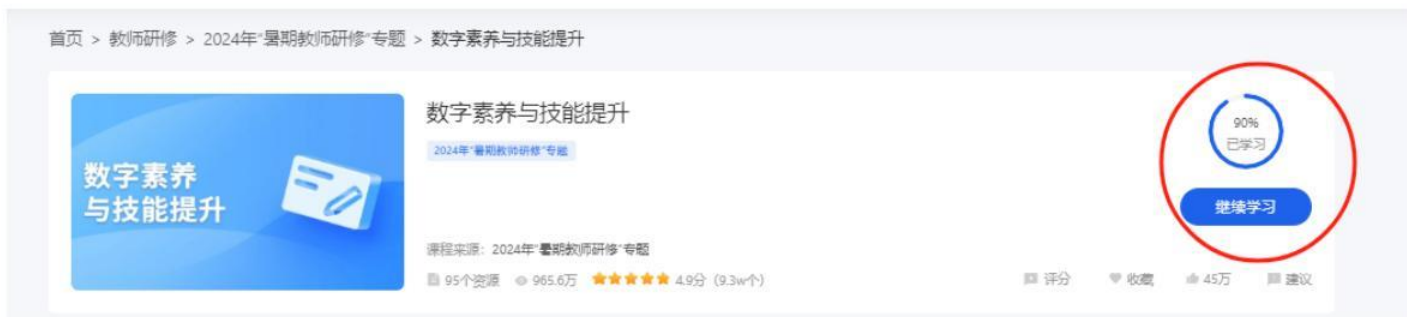 首页 > 教师研修 > 2024年“暑期教师研修”专题 > 数字素养与技能提升
数字素养
与技能提升
数字素养与技能提升
2024年“暑期教师研修”专题
课程来源：2024年“暑期教师研修”专题
95个资源 965.6万 4.9分（9.3w个）
90%
已学习
继续学习
评分 收藏 45万 建议